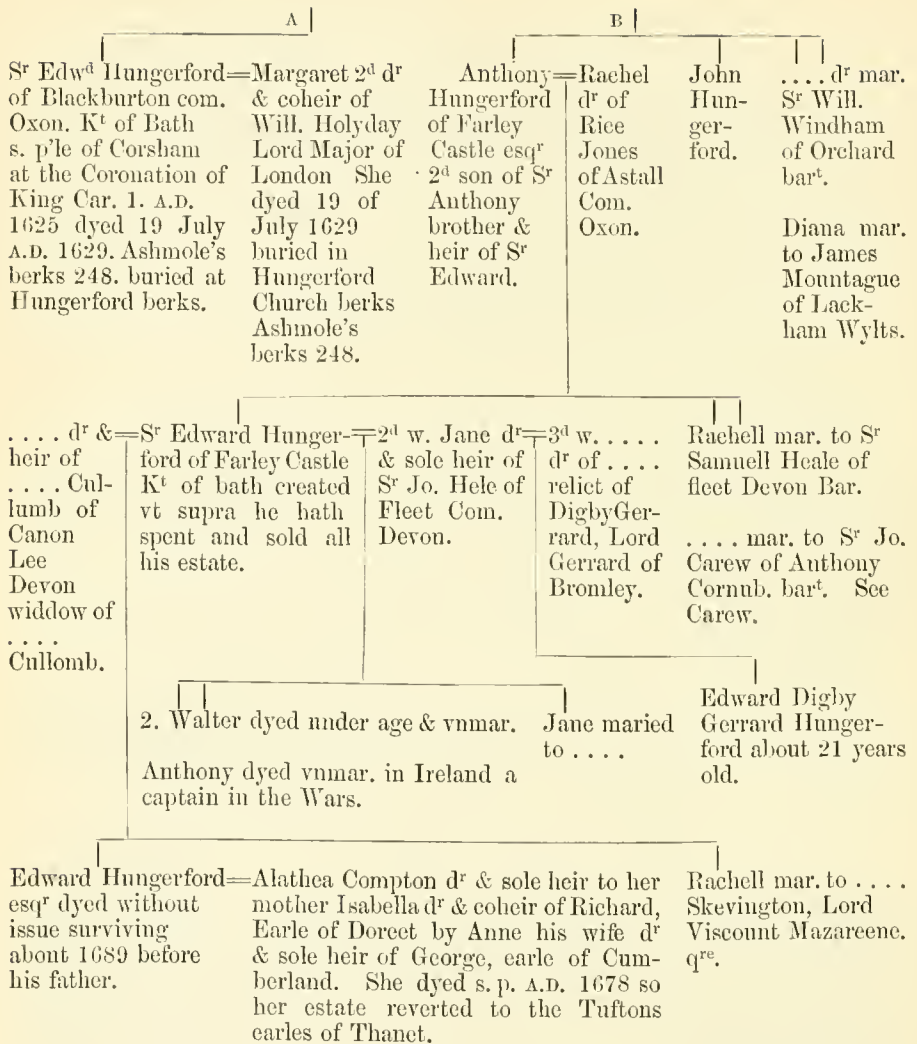 A
B
Sʳ Edwᵈ Hungerford=
of Blackburton com.
Oxon. Kᵗ of Bath
s. p'le of Corsham
at the Coronation of
King Car. 1. A.D.
1625 dyed 19 July
A.D. 1629. Ashmole's
berks 248. buried at
Hungerford berks.
Margaret 2ᵈ dʳ
& coheir of
Will. Holyday
Lord Major of
London She
dyed 19 of
July 1629
buried in
Hungerford
Church berks
Ashmole's
berks 248.
Anthony=
Hungerford
of Farley
Castle esqʳ
2ᵈ son of Sʳ
Anthony
brother &
heir of Sʳ
Edward.
Rachel
dʳ of
Rice
Jones
of Astall
Com.
Oxon.
John
Hun-
ger-
ford.
. . . . dʳ mar.
Sʳ Will.
Windham
of Orchard
barᵗ.
Diana mar.
to James
Mountague
of Lack-
ham Wylts.
. . . . dʳ &=
heir of
. . . . Cul-
lumb of
Canon
Lee
Devon
widdow of
. . . .
Cullomb.
Sʳ Edward Hunger-
ford of Farley Castle
Kᵗ of bath created
vt supra he hath
spent and sold all
his estate.
2ᵈ w. Jane dʳ
& sole heir of
Sʳ Jo. Hele of
Fleet Com.
Devon.
3ᵈ w. . . . . .
dʳ of . . . .
relict of
DigbyGer-
rard, Lord
Gerrard of
Bromley.
Rachell mar. to Sʳ
Samuell Heale of
fleet Devon Bar.
. . . . mar. to Sʳ Jo.
Carew of Anthony
Cornub. barᵗ. See
Carew.
2. Walter dyed under age & vnmar.
Anthony dyed vnmar. in Ireland a
captain in the Wars.
Jane maried
to . . . .
Edward Digby
Gerrard Hunger-
ford about 21 years
old.
Edward Hungerford=
esqʳ dyed without
issue surviving
about 1689 before
his father.
Alathea Compton dʳ & sole heir to her
mother Isabella dʳ & coheir of Richard,
Earle of Dorcet by Anne his wife dʳ
& sole heir of George, earle of Cum-
berland. She dyed s. p. A.D. 1678 so
her estate reverted to the Tuftons
earles of Thanet.
Rachell mar. to . . . .
Skevington, Lord
Viscount Mazareene.
qʳᵉ.